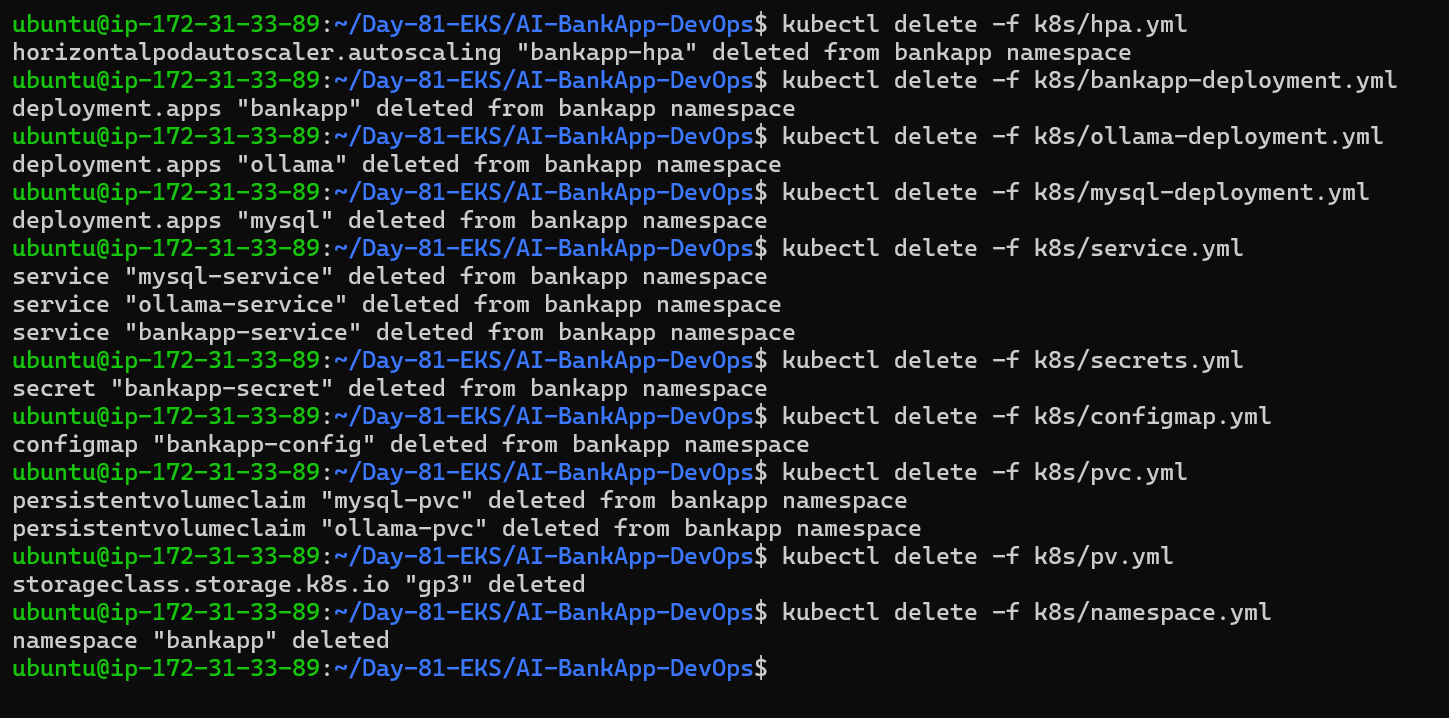 ubuntu@ip-172-31-33-89:~/Day-81-EKS/AI-BankApp-DevOps$ kubectl delete -f k8s/hpa.yml
horizontalpodautoscaler.autoscaling "bankapp-hpa" deleted from bankapp namespace
ubuntu@ip-172-31-33-89:~/Day-81-EKS/AI-BankApp-DevOps$ kubectl delete -f k8s/bankapp-deployment.yml
deployment.apps "bankapp" deleted from bankapp namespace
ubuntu@ip-172-31-33-89:~/Day-81-EKS/AI-BankApp-DevOps$ kubectl delete -f k8s/ollama-deployment.yml
deployment.apps "ollama" deleted from bankapp namespace
ubuntu@ip-172-31-33-89:~/Day-81-EKS/AI-BankApp-DevOps$ kubectl delete -f k8s/mysql-deployment.yml
deployment.apps "mysql" deleted from bankapp namespace
ubuntu@ip-172-31-33-89:~/Day-81-EKS/AI-BankApp-DevOps$ kubectl delete -f k8s/service.yml
service "mysql-service" deleted from bankapp namespace
service "ollama-service" deleted from bankapp namespace
service "bankapp-service" deleted from bankapp namespace
ubuntu@ip-172-31-33-89:~/Day-81-EKS/AI-BankApp-DevOps$ kubectl delete -f k8s/secrets.yml
secret "bankapp-secret" deleted from bankapp namespace
ubuntu@ip-172-31-33-89:~/Day-81-EKS/AI-BankApp-DevOps$ kubectl delete -f k8s/configmap.yml
configmap "bankapp-config" deleted from bankapp namespace
ubuntu@ip-172-31-33-89:~/Day-81-EKS/AI-BankApp-DevOps$ kubectl delete -f k8s/pvc.yml
persistentvolumeclaim "mysql-pvc" deleted from bankapp namespace
persistentvolumeclaim "ollama-pvc" deleted from bankapp namespace
ubuntu@ip-172-31-33-89:~/Day-81-EKS/AI-BankApp-DevOps$ kubectl delete -f k8s/pv.yml
storageclass.storage.k8s.io "gp3" deleted
ubuntu@ip-172-31-33-89:~/Day-81-EKS/AI-BankApp-DevOps$ kubectl delete -f k8s/namespace.yml
namespace "bankapp" deleted
ubuntu@ip-172-31-33-89:~/Day-81-EKS/AI-BankApp-DevOps$